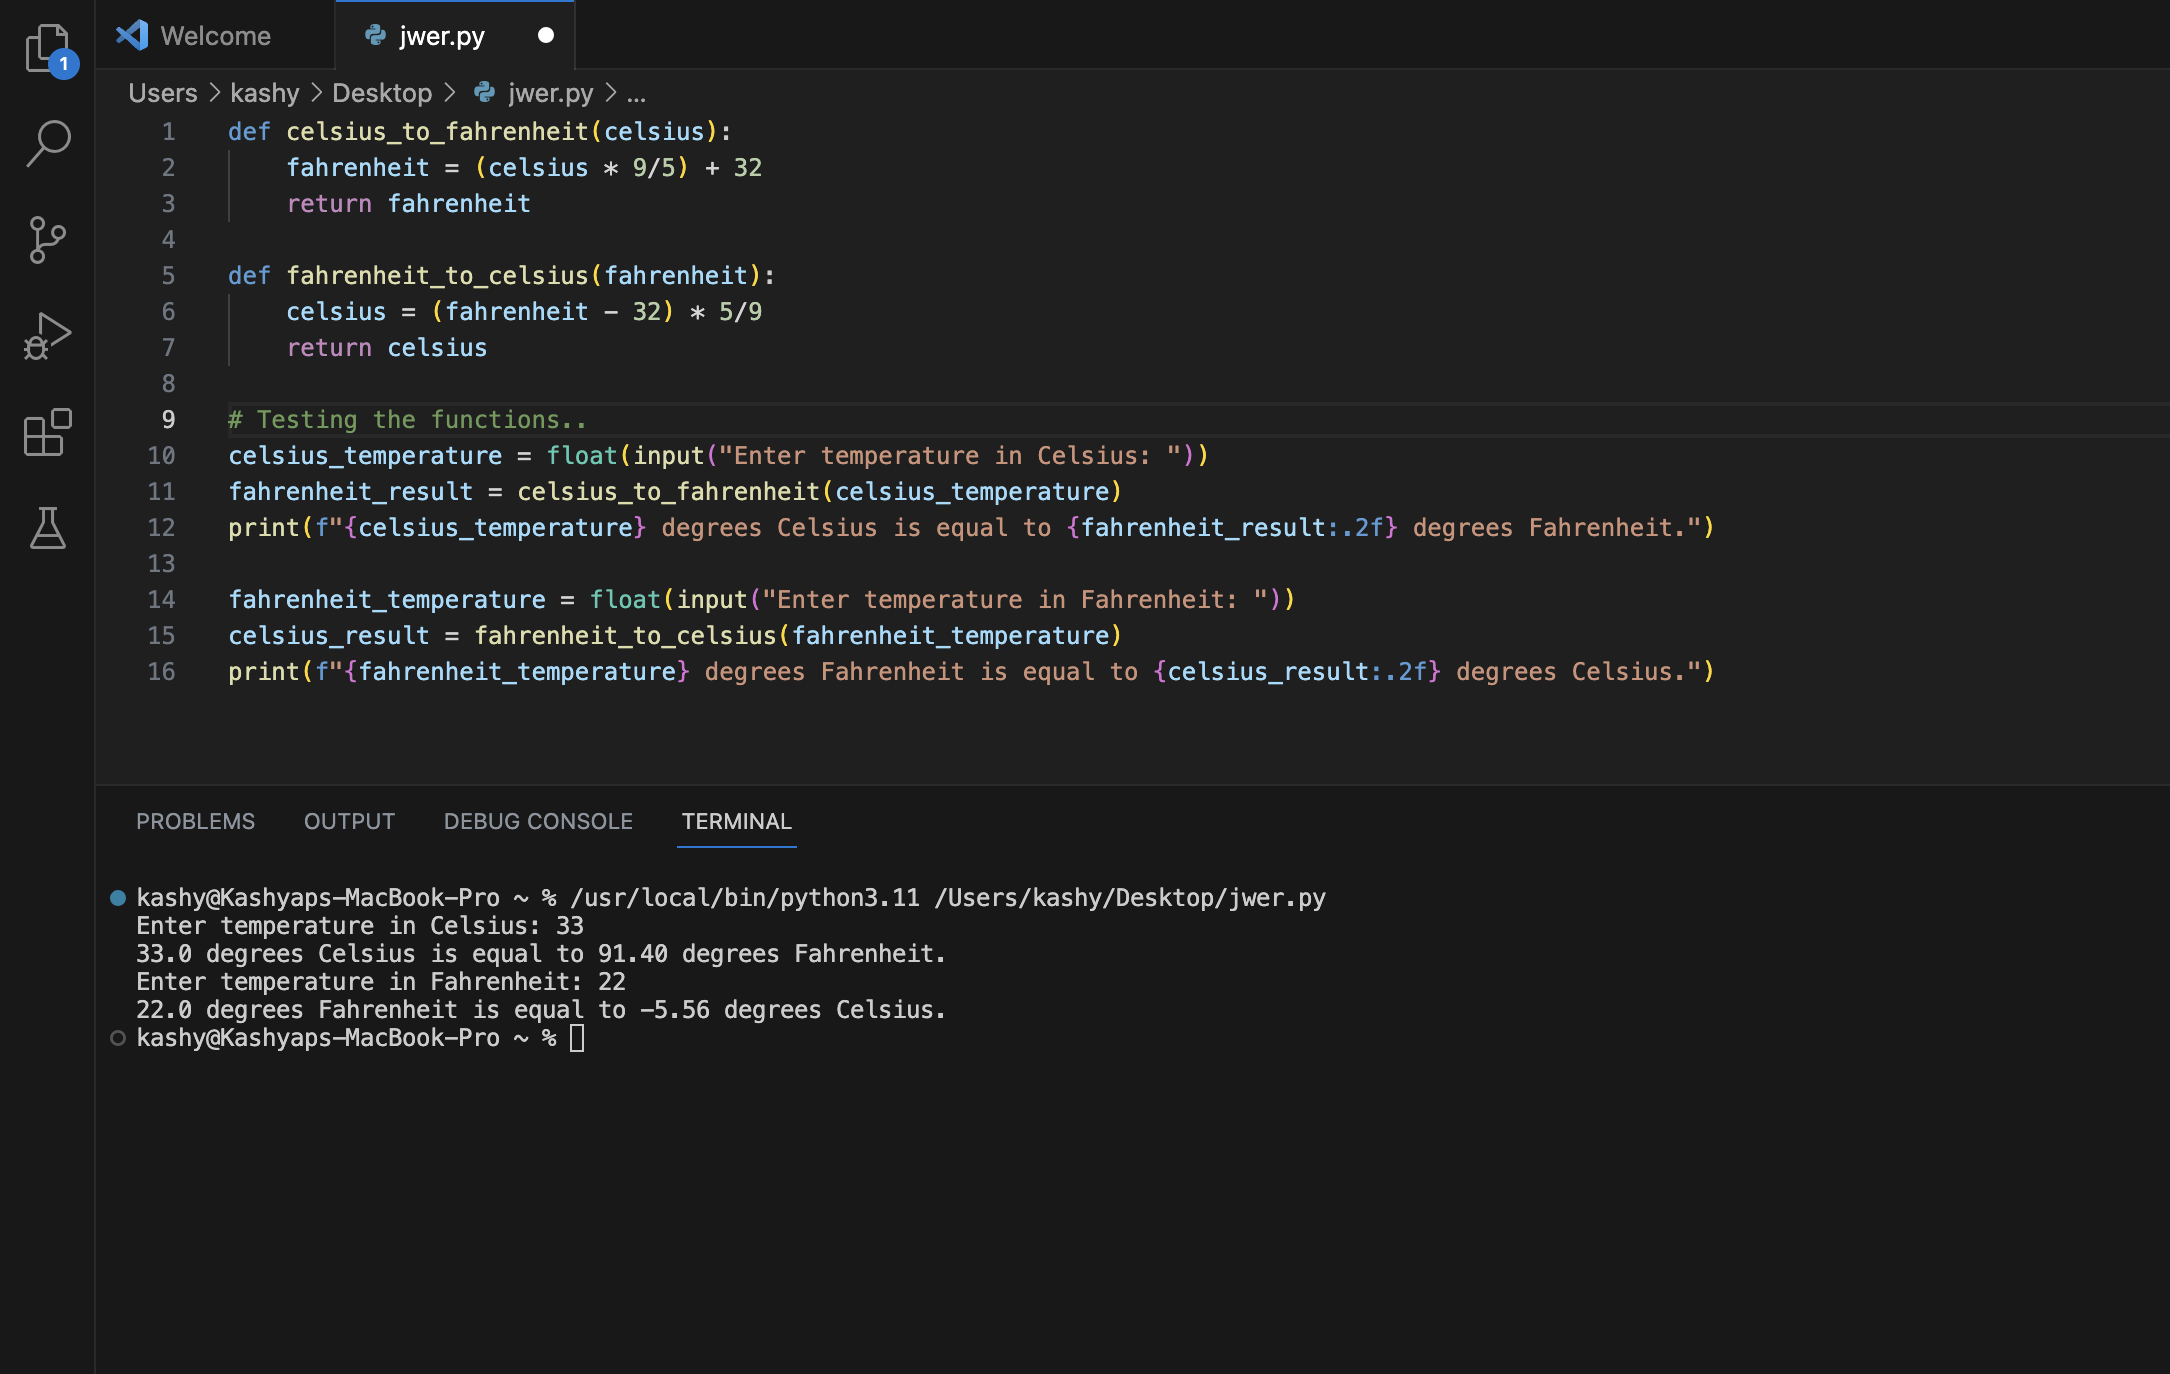 1
Welcome
jwer.py
Users > kashy > Desktop > jwer.py > ...
1 def celsius_to_fahrenheit(celsius):
2     fahrenheit = (celsius * 9/5) + 32
3     return fahrenheit
4
5 def fahrenheit_to_celsius(fahrenheit):
6     celsius = (fahrenheit - 32) * 5/9
7     return celsius
8
9 # Testing the functions..
10 celsius_temperature = float(input("Enter temperature in Celsius: "))
11 fahrenheit_result = celsius_to_fahrenheit(celsius_temperature)
12 print(f"{celsius_temperature} degrees Celsius is equal to {fahrenheit_result:.2f} degrees Fahrenheit.")
13
14 fahrenheit_temperature = float(input("Enter temperature in Fahrenheit: "))
15 celsius_result = fahrenheit_to_celsius(fahrenheit_temperature)
16 print(f"{fahrenheit_temperature} degrees Fahrenheit is equal to {celsius_result:.2f} degrees Celsius.")
PROBLEMS OUTPUT DEBUG CONSOLE TERMINAL
kashy@Kashyaps-MacBook-Pro ~ % /usr/local/bin/python3.11 /Users/kashy/Desktop/jwer.py
Enter temperature in Celsius: 33
33.0 degrees Celsius is equal to 91.40 degrees Fahrenheit.
Enter temperature in Fahrenheit: 22
22.0 degrees Fahrenheit is equal to -5.56 degrees Celsius.
kashy@Kashyaps-MacBook-Pro ~ %